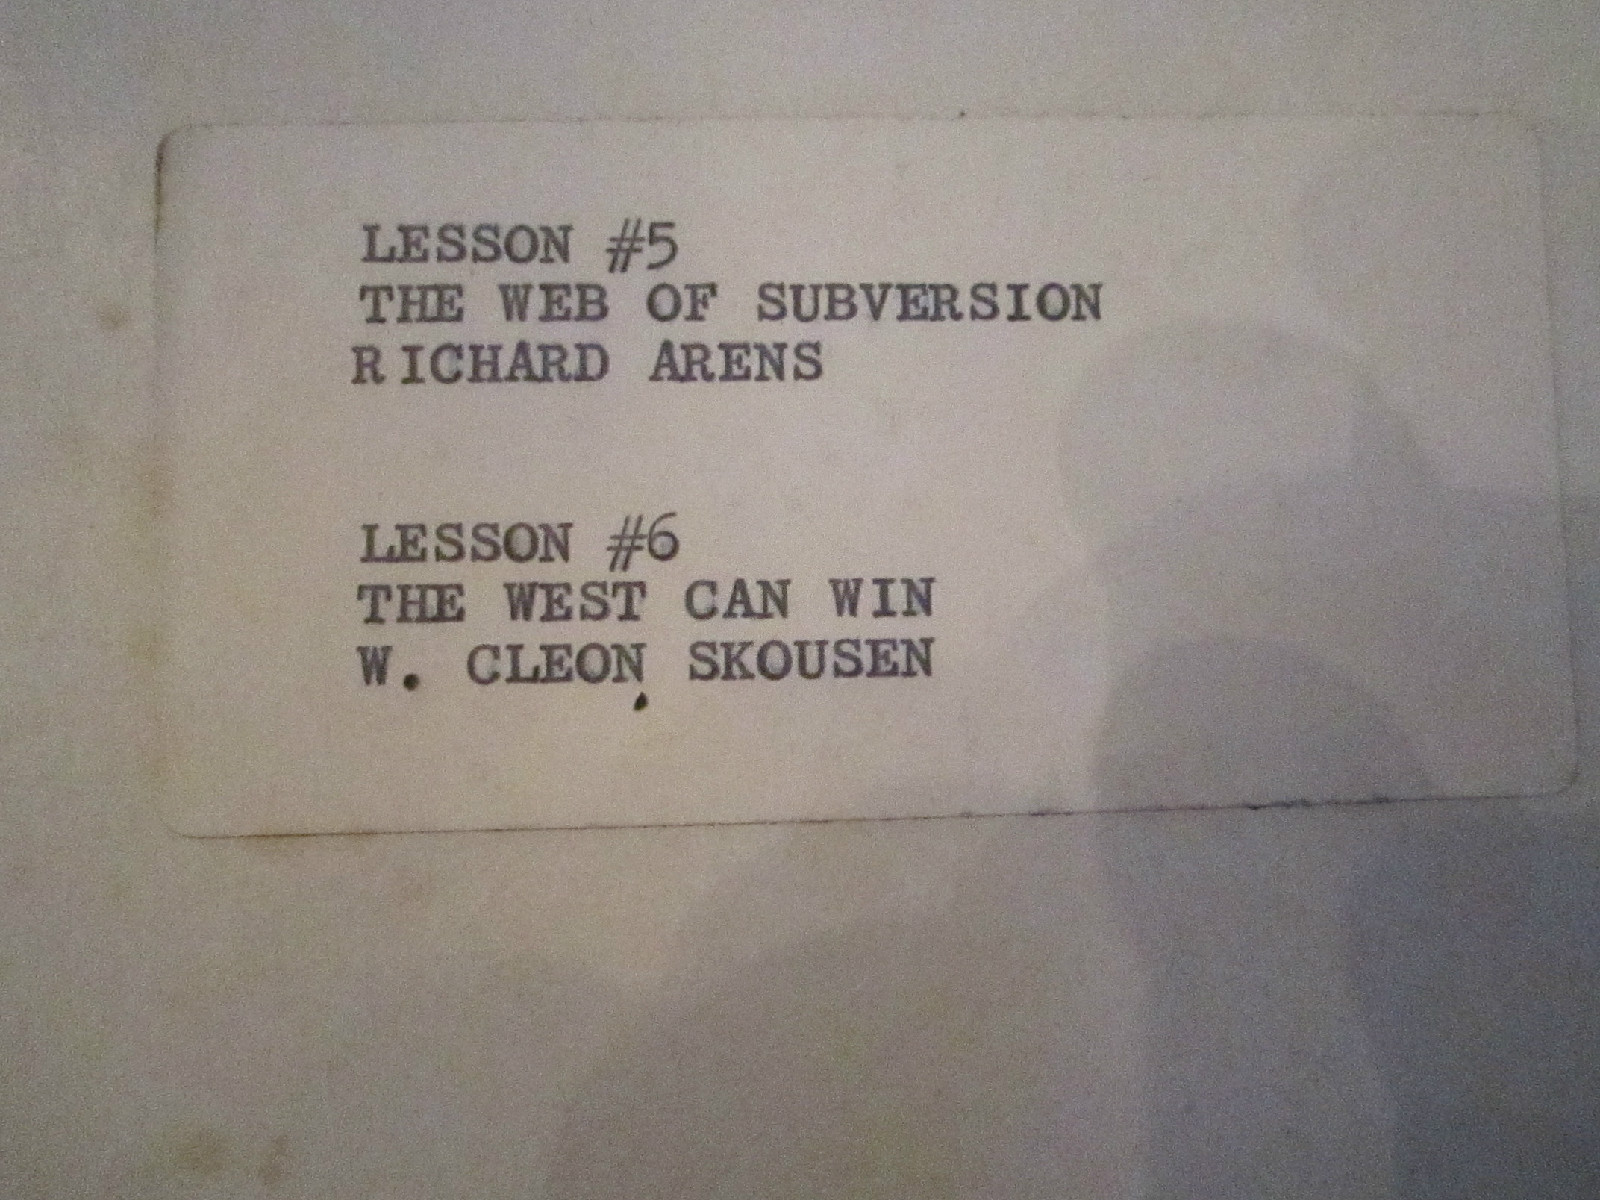 LESSON #5
THE WEB OF SUBVERSION
RICHARD ARENS
LESSON #6
THE WEST CAN WIN
W. CLEON SKOUSEN